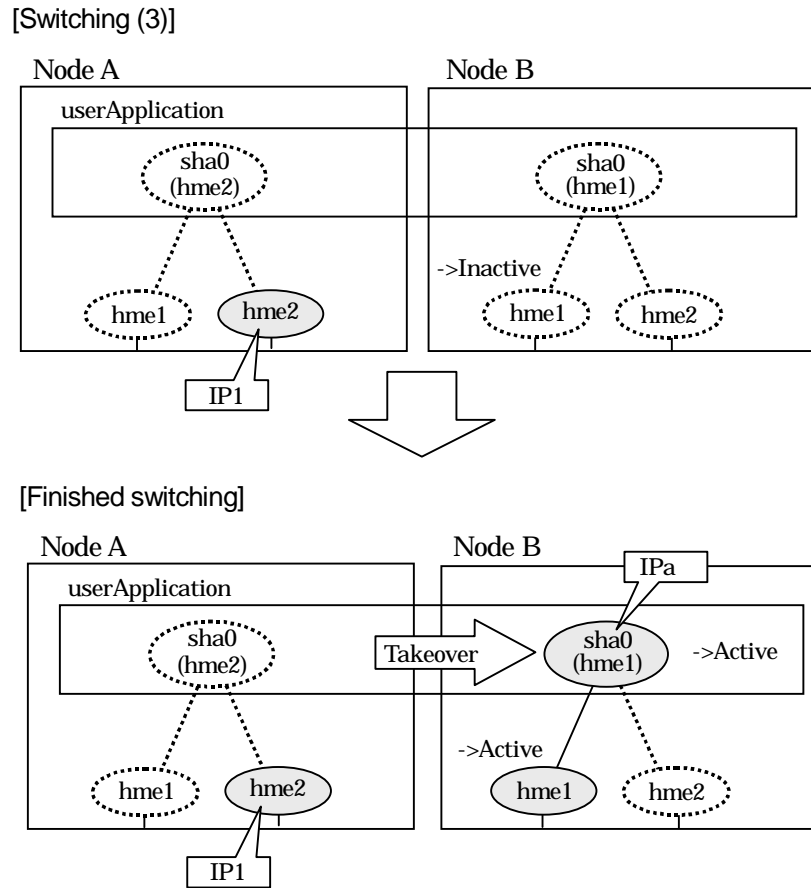 [Switching (3)]
Node A
Node B
userApplication
sha0
(hme2)
sha0
(hme1)
->Inactive
hme1
hme2
hme1
hme2
IP1
[Finished switching]
Node A
Node B
IPa
userApplication
sha0
(hme2)
Takeover
sha0
(hme1)
->Active
->Active
hme1
hme2
hme1
hme2
IP1